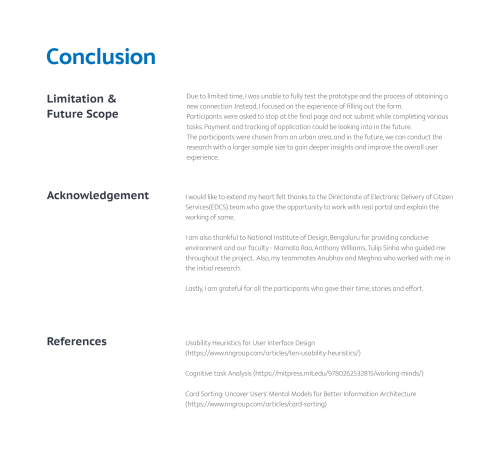 Conclusion
Limitation &
Future Scope
Due to limited time, I was unable to fully test the prototype and the process of obtaining a
new connection .Instead, I focused on the experience of filling out the form.
Participants were asked to stop at the final page and not submit while completing various
tasks. Payment and tracking of application could be looking into in the future.
The participants were chosen from an urban area, and in the future, we can conduct the
research with a larger sample size to gain deeper insights and improve the overall user
experience.
Acknowledgement
I would like to extend my heart felt thanks to the Directorate of Electronic Delivery of Citizen
Services(EDCS) team who gave the opportunity to work with real portal and explain the
working of same.
I am also thankful to National Institute of Design, Bengaluru for providing conducive
environment and our faculty - Mamata Rao, Anthony Williams, Tulip Sinha who guided me
throughout the project. Also, my teammates Anubhav and Meghna who worked with me in
the initial research.
Lastly, I am grateful for all the participants who gave their time, stories and effort.
References
Usability Heuristics for User Interface Design
(https://www.nngroup.com/articles/ten-usability-heuristics/)
Cognitive task Analysis (https://mitpress.mit.edu/9780262532815/working-minds/)
Card Sorting: Uncover Users' Mental Models for Better Information Architecture
(https://www.nngroup.com/articles/card-sorting)